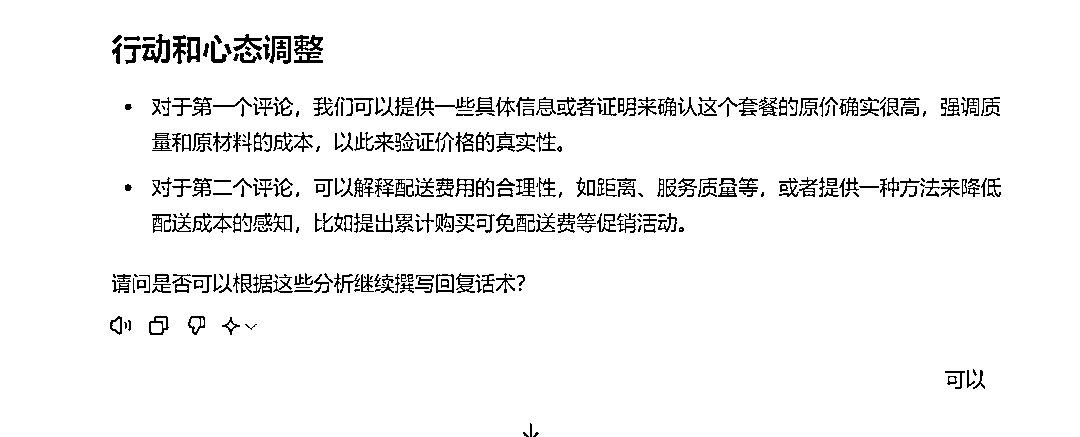 行动和心态调整
• 对于第一个评论，我们可以提供一些具体信息或者证明来确认这个套餐的原价确实很高，强调质
量和原材料的成本，以此来验证价格的真实性。
• 对于第二个评论，可以解释配送费用的合理性，如距离、服务质量等，或者提供一种方法来降低
配送成本的感知，比如提出累计购买可免配送费等促销活动。
请问是否可以根据这些分析继续撰写回复话术？
可以